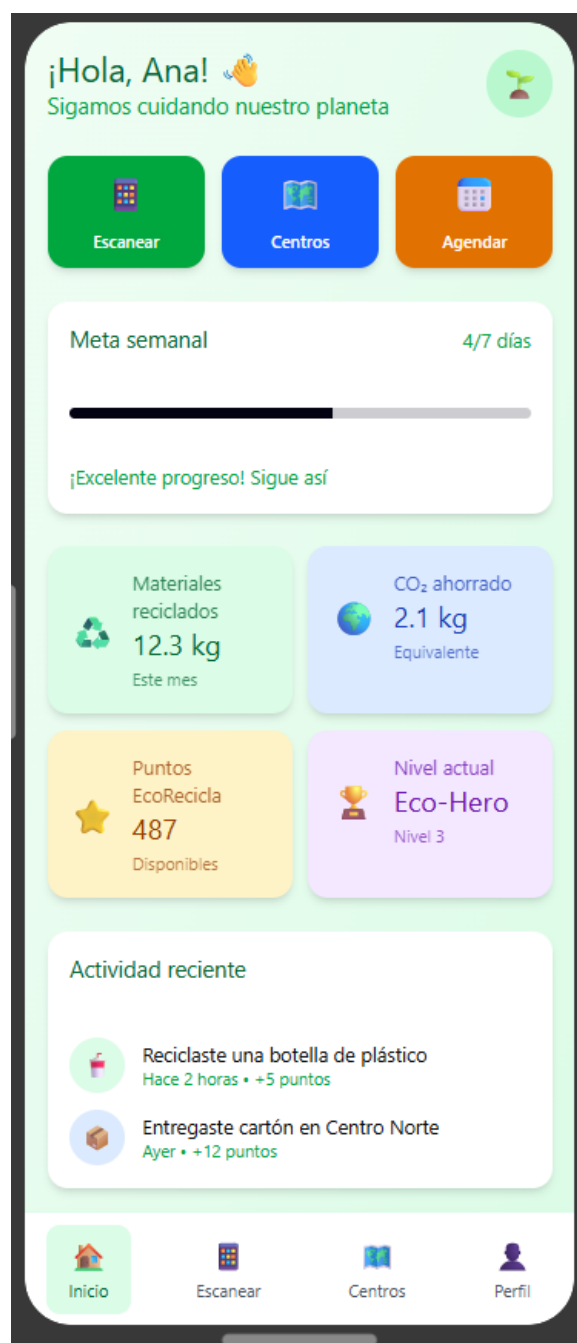 ¡Hola, Ana! 👋
Sigamos cuidando nuestro planeta
Escanear
Centros
Agendar
Meta semanal
4/7 días
¡Excelente progreso! Sigue así
Materiales
reciclados
12.3 kg
Este mes
CO₂ ahorrado
2.1 kg
Equivalente
Puntos
EcoRecicla
487
Disponibles
Nivel actual
Eco-Hero
Nivel 3
Actividad reciente
Reciclaste una botella de plástico
Hace 2 horas • +5 puntos
Entregaste cartón en Centro Norte
Ayer • +12 puntos
Inicio
Escanear
Centros
Perfil